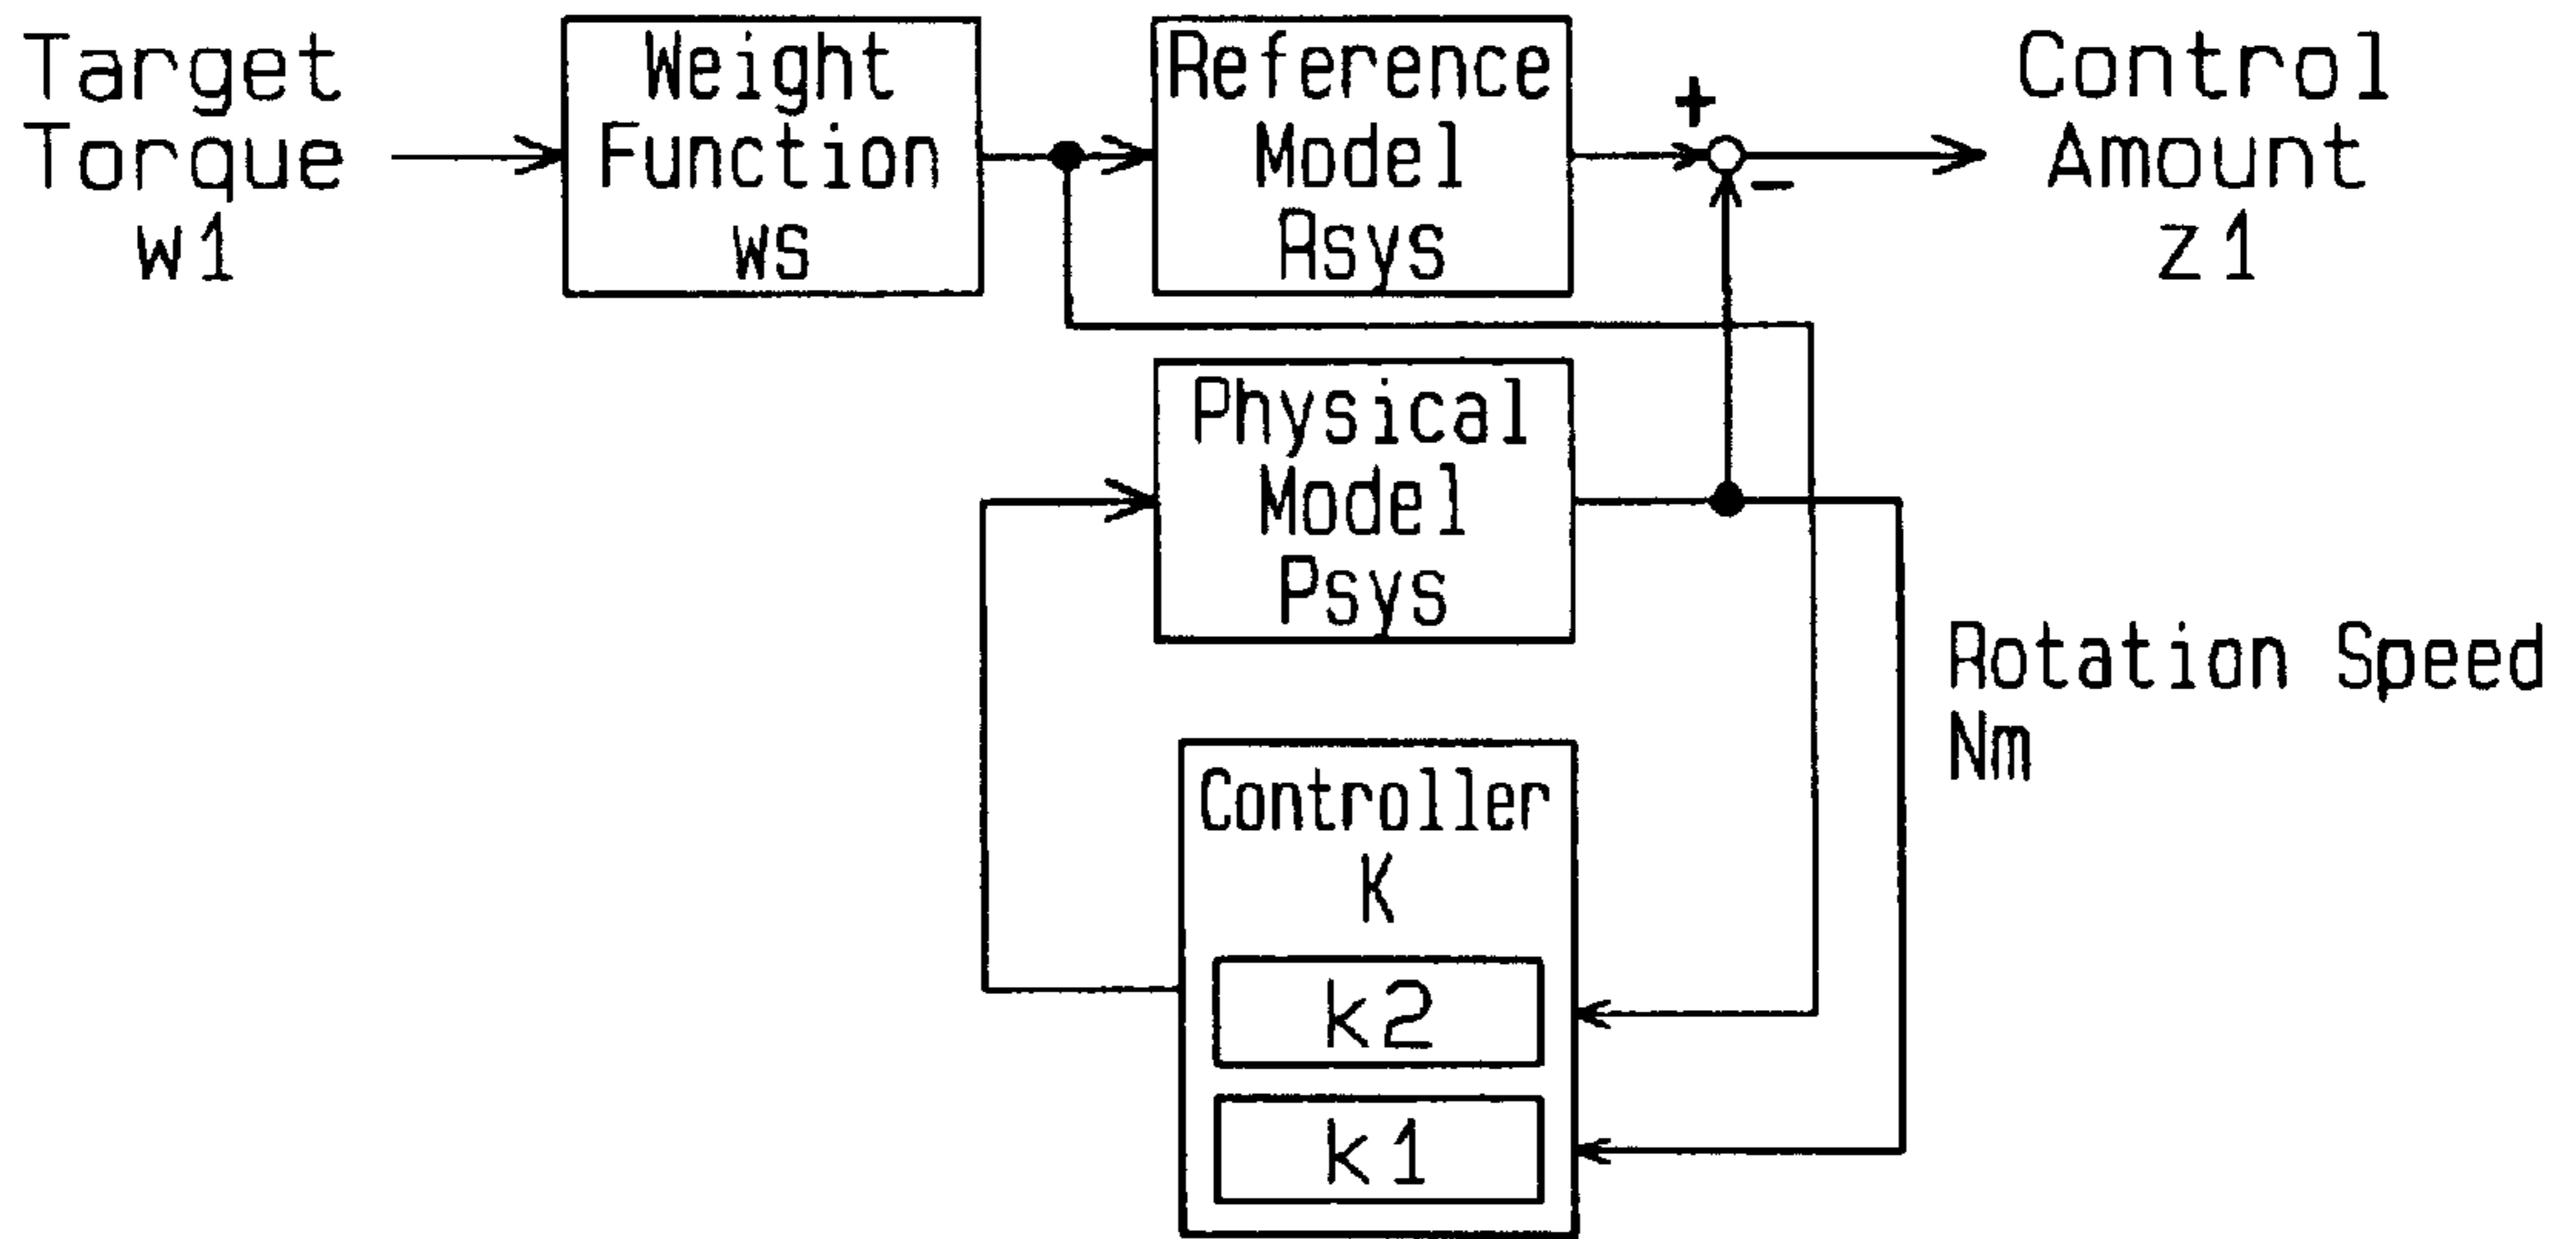 Target
Torque
w1
Weight
Function
WS
Reference
Model
Rsys
+
-
Control
Amount
z1
Physical
Model
Psys
Rotation Speed
Nm
Controller
K
k2
k1